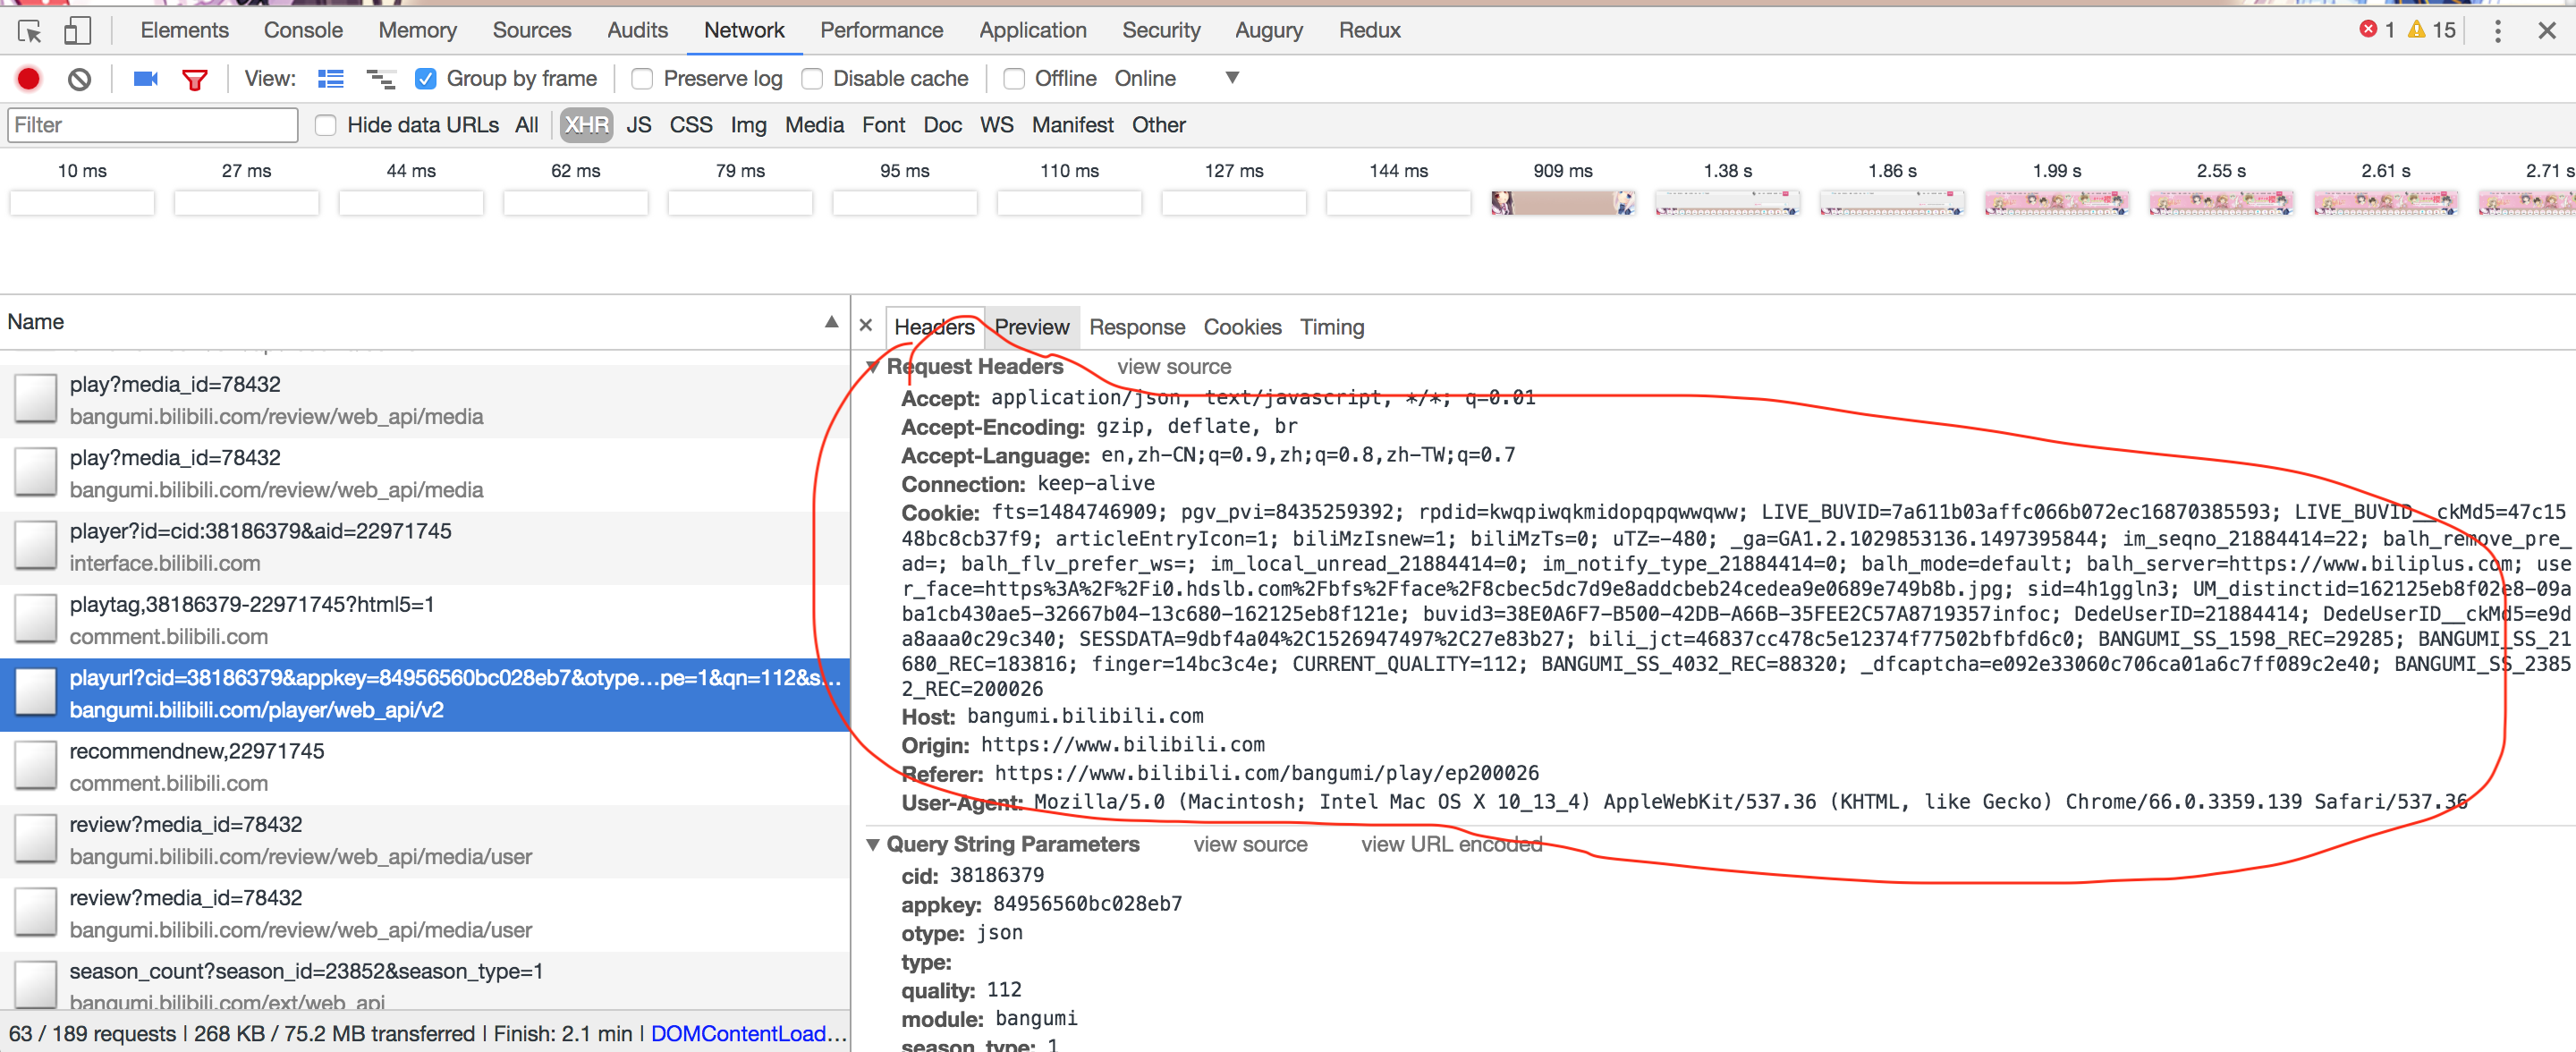 Elements Console Memory Sources Audits Network Performance Application Security Augury Redux 1 15
View: Group by frame Preserve log Disable cache Offline Online
Filter Hide data URLs All XHR JS CSS Img Media Font Doc WS Manifest Other
10 ms 27 ms 44 ms 62 ms 79 ms 95 ms 110 ms 127 ms 144 ms 909 ms 1.38 s 1.86 s 1.99 s 2.55 s 2.61 s 2.71 s
Name
play?media_id=78432
bangumi.bilibili.com/review/web_api/media
play?media_id=78432
bangumi.bilibili.com/review/web_api/media
player?id=cid:38186379&aid=22971745
interface.bilibili.com
playtag,38186379-22971745?html5=1
comment.bilibili.com
playurl?cid=38186379&appkey=84956560bc028eb7&otype…pe=1&qn=112&s…
bangumi.bilibili.com/player/web_api/v2
recommendnew,22971745
comment.bilibili.com
review?media_id=78432
bangumi.bilibili.com/review/web_api/media/user
review?media_id=78432
bangumi.bilibili.com/review/web_api/media/user
season_count?season_id=23852&season_type=1
bangumi.bilibili.com/ext/web_api
63 / 189 requests | 268 KB / 75.2 MB transferred | Finish: 2.1 min | DOMContentLoad…
Headers Preview Response Cookies Timing
Request Headers view source
Accept: application/json, text/javascript, */*; q=0.01
Accept-Encoding: gzip, deflate, br
Accept-Language: en,zh-CN;q=0.9,zh;q=0.8,zh-TW;q=0.7
Connection: keep-alive
Cookie: fts=1484746909; pgv_pvi=8435259392; rpdid=kwqpiwqkmidopqpqwwqww; LIVE_BUVID=7a611b03affc066b072ec16870385593; LIVE_BUVID__ckMd5=47c15
48bc8cb37f9; articleEntryIcon=1; biliMzIsnew=1; biliMzTs=0; uTZ=-480; _ga=GA1.2.1029853136.1497395844; im_seqno_21884414=22; balh_remove_pre_
ad=; balh_flv_prefer_ws=; im_local_unread_21884414=0; im_notify_type_21884414=0; balh_mode=default; balh_server=https://www.biliplus.com; use
r_face=https%3A%2F%2Fi0.hdslb.com%2Fbfs%2Fface%2F8cbec5dc7d9e8addcbeb24cedea9e0689e749b8b.jpg; sid=4h1ggln3; UM_distinctid=162125eb8f02e8-09a
ba1cb430ae5-32667b04-13c680-162125eb8f121e; buvid3=38E0A6F7-B500-42DB-A66B-35FEE2C57A8719357infoc; DedeUserID=21884414; DedeUserID__ckMd5=e9d
a8aaa0c29c340; SESSDATA=9dbf4a04%2C1526947497%2C27e83b27; bili_jct=46837cc478c5e12374f77502bfbfd6c0; BANGUMI_SS_1598_REC=29285; BANGUMI_SS_21
680_REC=183816; finger=14bc3c4e; CURRENT_QUALITY=112; BANGUMI_SS_4032_REC=88320; _dfcaptcha=e092e33060c706ca01a6c7ff089c2e40; BANGUMI_SS_2385
2_REC=200026
Host: bangumi.bilibili.com
Origin: https://www.bilibili.com
Referer: https://www.bilibili.com/bangumi/play/ep200026
User-Agent: Mozilla/5.0 (Macintosh; Intel Mac OS X 10_13_4) AppleWebKit/537.36 (KHTML, like Gecko) Chrome/66.0.3359.139 Safari/537.36
Query String Parameters view source view URL encoded
cid: 38186379
appkey: 84956560bc028eb7
otype: json
type:
quality: 112
module: bangumi
season_type: 1